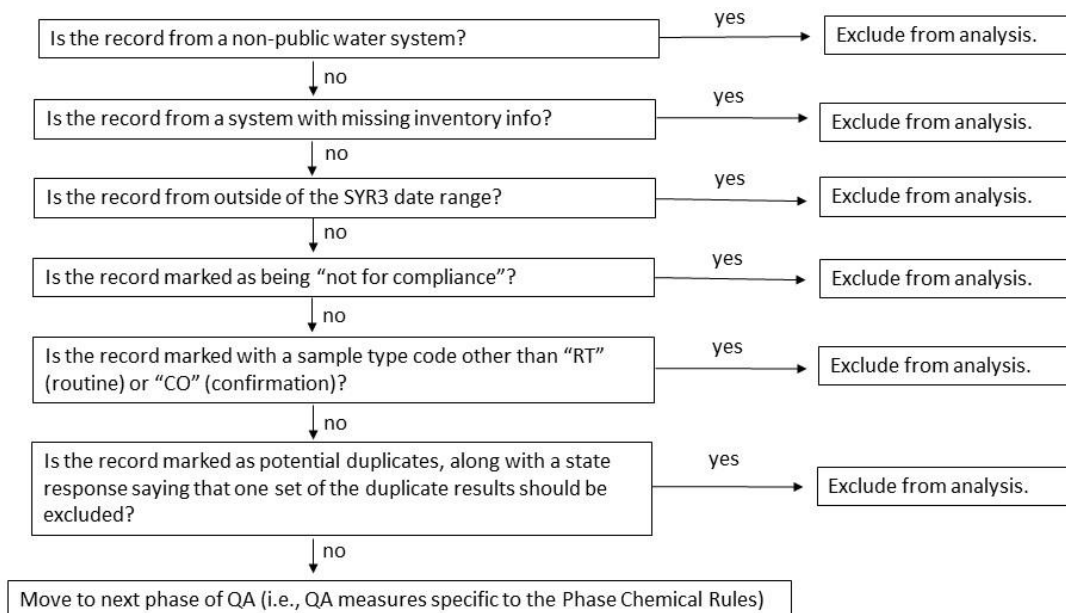 yes
Is the record from a non-public water system?
Exclude from analysis.
no
yes
Is the record from a system with missing inventory info?
Exclude from analysis.
no
yes
Is the record from outside of the SYR3 date range?
Exclude from analysis.
no
yes
Is the record marked as being “not for compliance”?
Exclude from analysis.
no
yes
Is the record marked with a sample type code other than “RT”
(routine) or “CO” (confirmation)?
Exclude from analysis.
no
yes
Is the record marked as potential duplicates, along with a state
response saying that one set of the duplicate results should be
excluded?
Exclude from analysis.
no
Move to next phase of QA (i.e., QA measures specific to the Phase Chemical Rules)